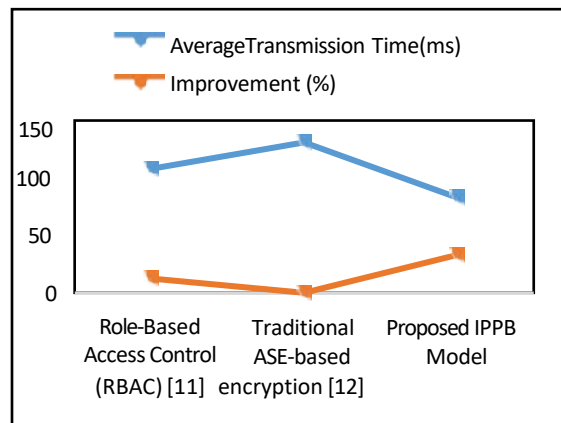 AverageTransmission Time(ms)
Improvement (%)
150
100
50
0
Role-Based
Access Control
(RBAC) [11]
Traditional
ASE-based
encryption [12]
Proposed IPPB
Model